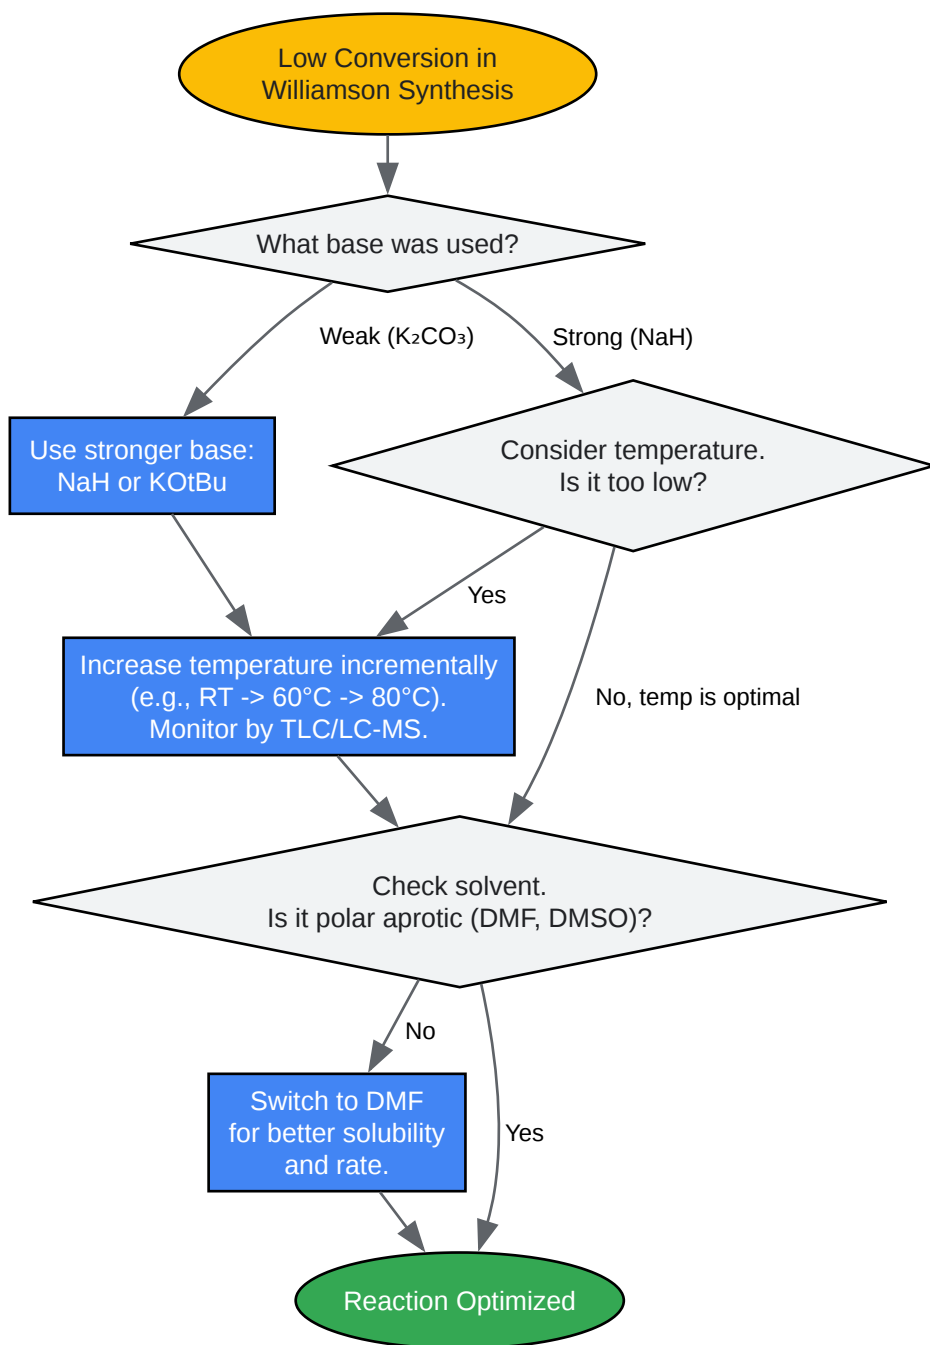 Low Conversion in
Williamson Synthesis
What base was used?
Weak (K₂CO₃)
Strong (NaH)
Use stronger base:
NaH or KOtBu
Consider temperature.
Is it too low?
Yes
Increase temperature incrementally
(e.g., RT -> 60°C -> 80°C).
Monitor by TLC/LC-MS.
No, temp is optimal
Check solvent.
Is it polar aprotic (DMF, DMSO)?
No
Switch to DMF
for better solubility
and rate.
Yes
Reaction Optimized